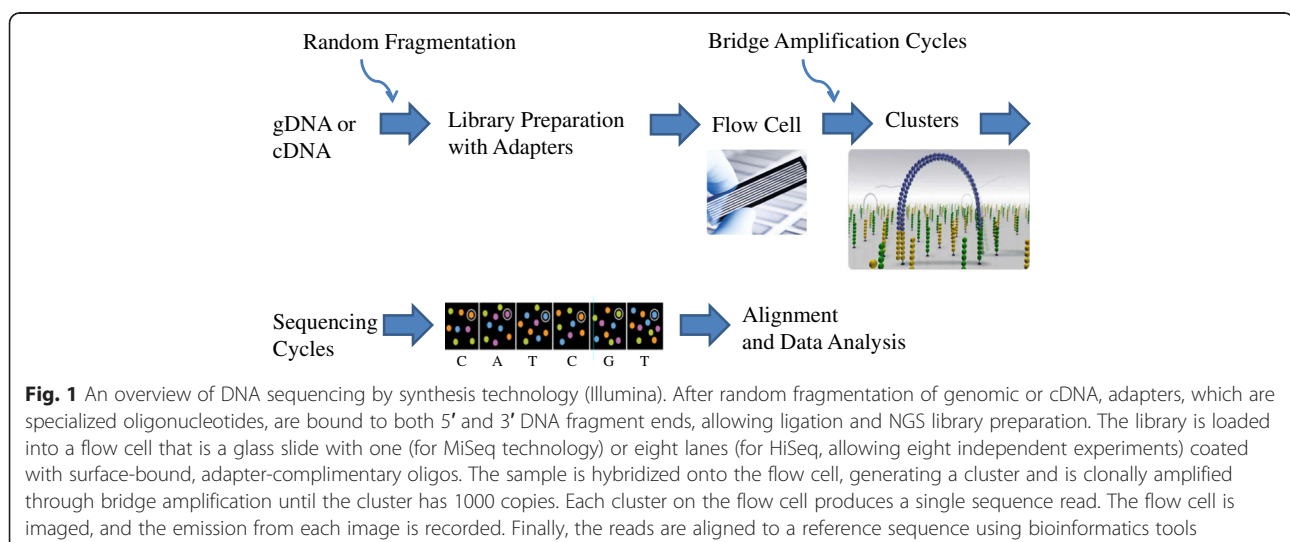 Random Fragmentation
Bridge Amplification Cycles
gDNA or
cDNA
Library Preparation
with Adapters
Flow Cell
Clusters
Sequencing
Cycles
C A T C G T
Alignment
and Data Analysis
Fig. 1 An overview of DNA sequencing by synthesis technology (Illumina). After random fragmentation of genomic or cDNA, adapters, which are
specialized oligonucleotides, are bound to both 5′ and 3′ DNA fragment ends, allowing ligation and NGS library preparation. The library is loaded
into a flow cell that is a glass slide with one (for MiSeq technology) or eight lanes (for HiSeq, allowing eight independent experiments) coated
with surface-bound, adapter-complimentary oligos. The sample is hybridized onto the flow cell, generating a cluster and is clonally amplified
through bridge amplification until the cluster has 1000 copies. Each cluster on the flow cell produces a single sequence read. The flow cell is
imaged, and the emission from each image is recorded. Finally, the reads are aligned to a reference sequence using bioinformatics tools